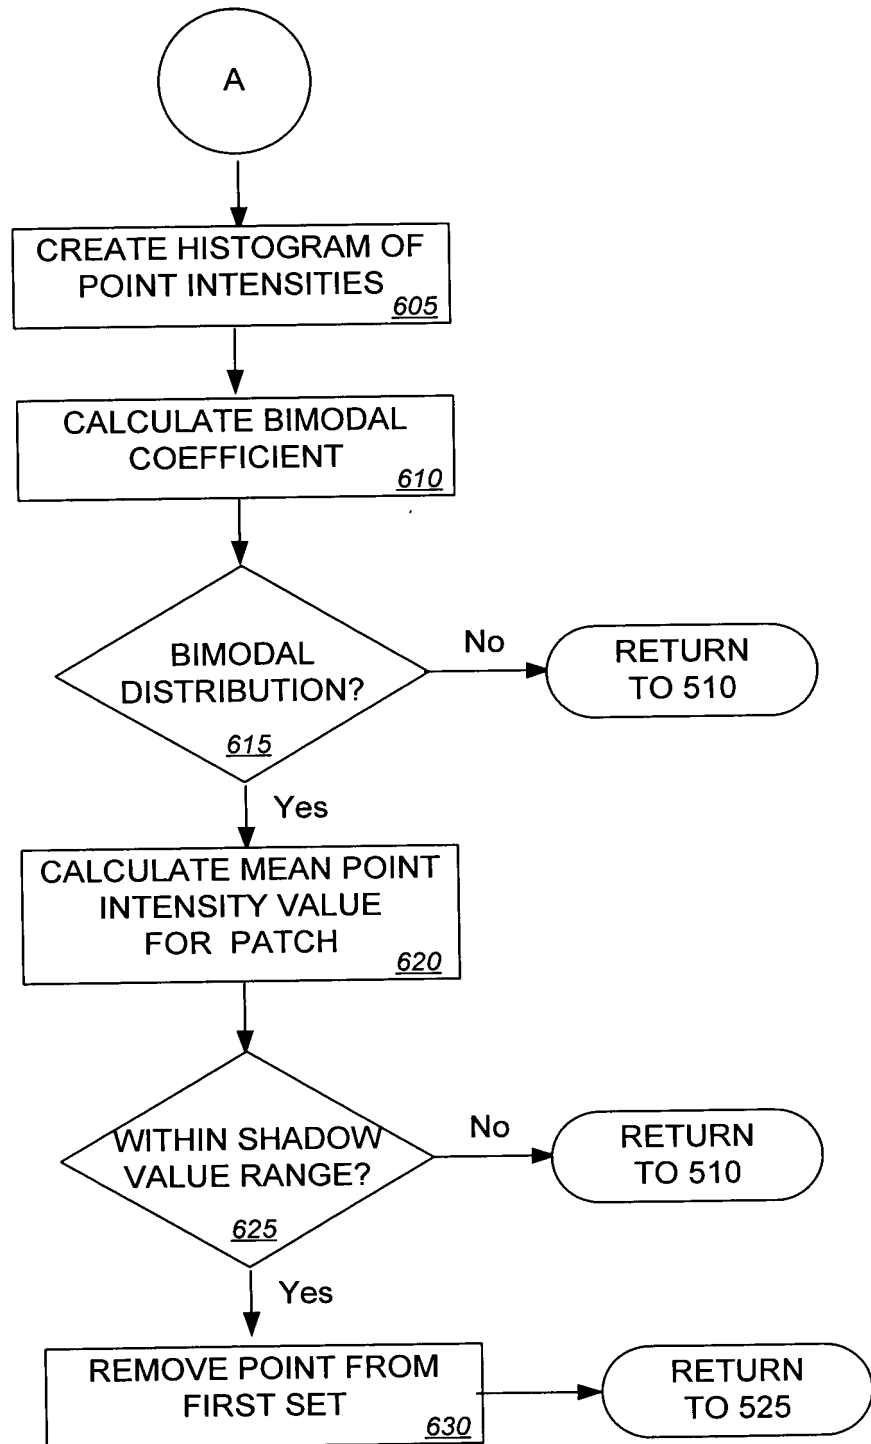 A
CREATE HISTOGRAM OF
POINT INTENSITIES
605
CALCULATE BIMODAL
COEFFICIENT
610
BIMODAL
DISTRIBUTION?
615
No
RETURN
TO 510
Yes
CALCULATE MEAN POINT
INTENSITY VALUE
FOR PATCH
620
WITHIN SHADOW
VALUE RANGE?
625
No
RETURN
TO 510
Yes
REMOVE POINT FROM
FIRST SET
630
RETURN
TO 525